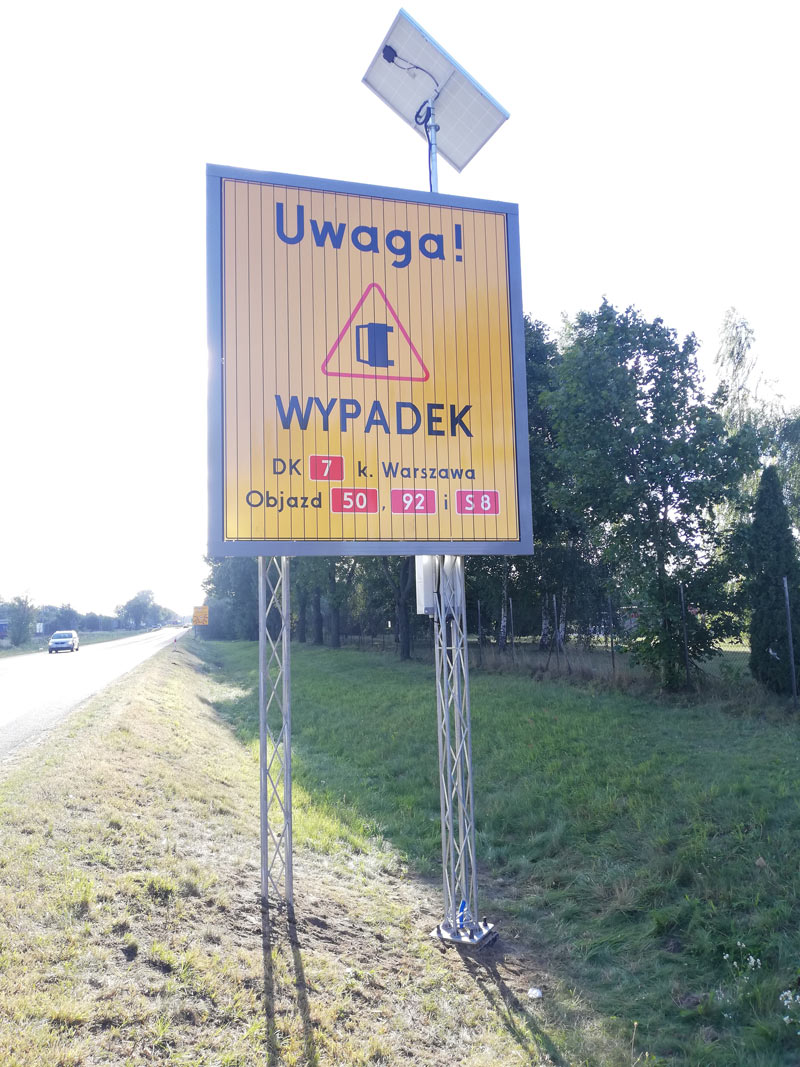 Uwaga!
WYPADEK
DK 7 k. Warszawa
Objazd 50, 92 i S8